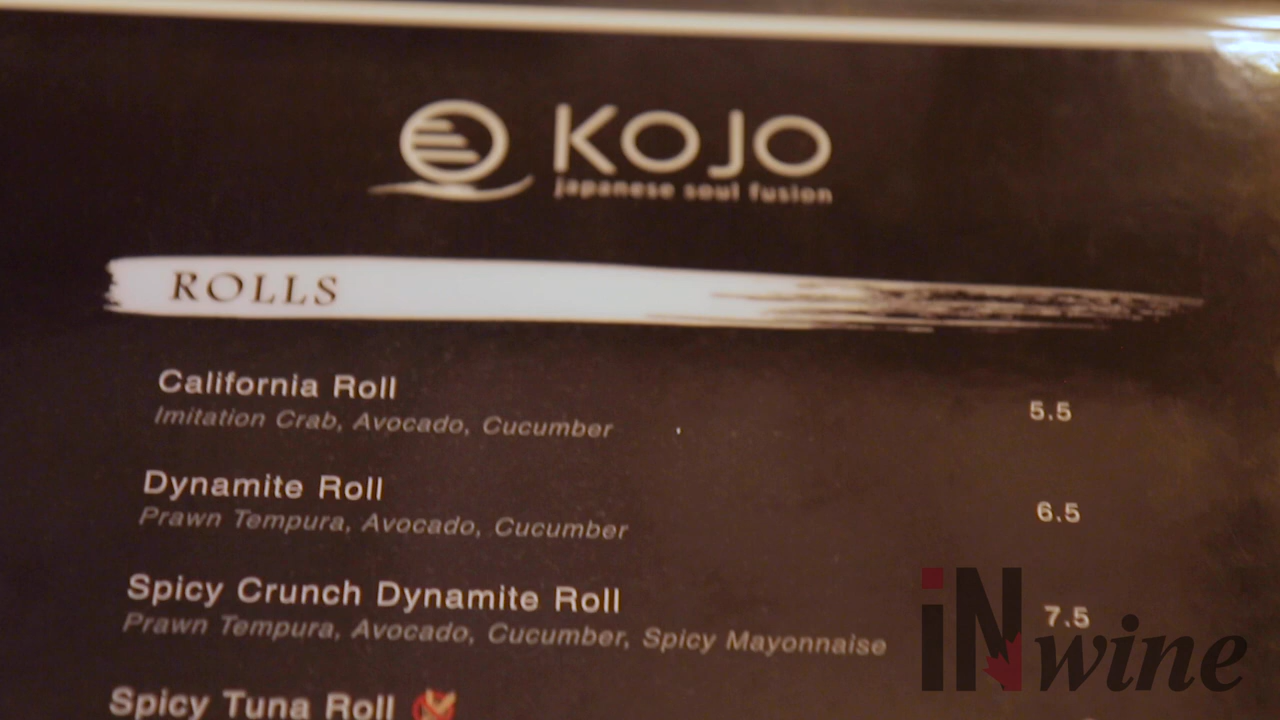 KOJO
japanese soul fusion
ROLLS
California Roll 5.5
Imitation Crab, Avocado, Cucumber
Dynamite Roll 6.5
Prawn Tempura, Avocado, Cucumber
Spicy Crunch Dynamite Roll 7.5
Prawn Tempura, Avocado, Cucumber, Spicy Mayonnaise
Spicy Tuna Roll
iNwine